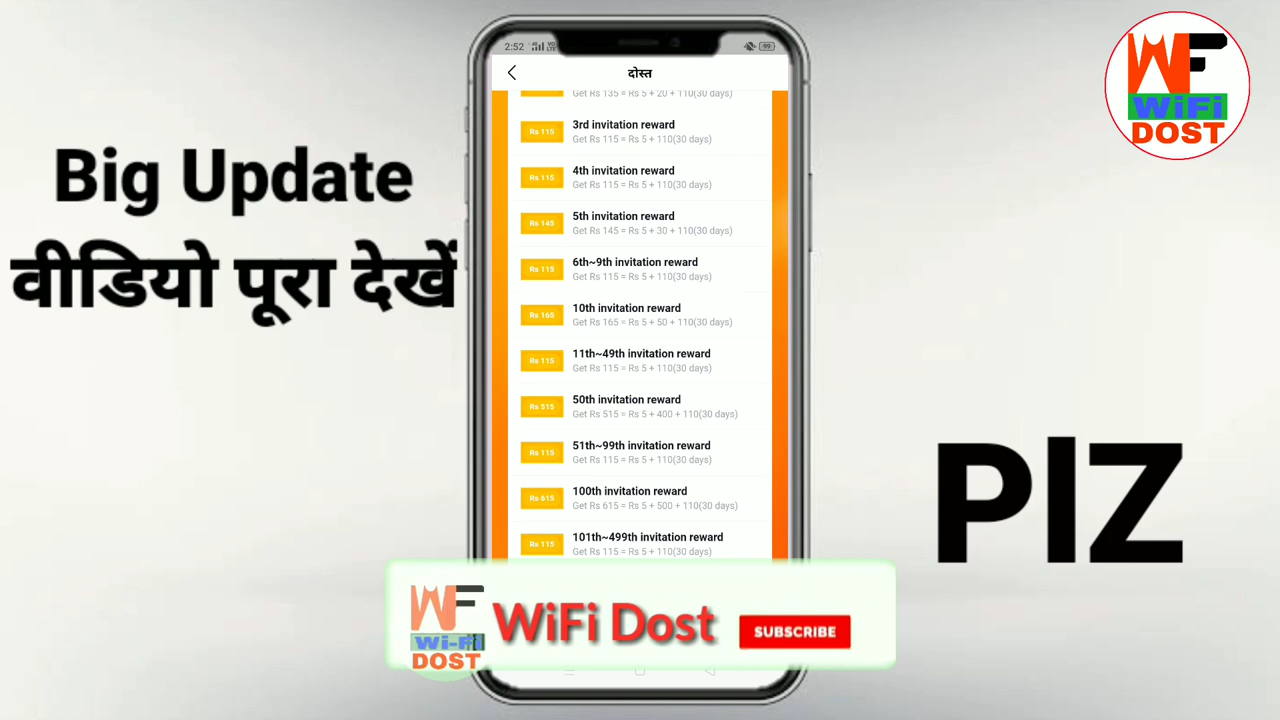 Big Update
वीडियो पूरा देखें
2:52
99
दोस्त
Get Rs 135 = Rs 5 + 20 + 110(30 days)
Rs 115
3rd invitation reward
Get Rs 115 = Rs 5 + 110(30 days)
Rs 115
4th invitation reward
Get Rs 115 = Rs 5 + 110(30 days)
Rs 145
5th invitation reward
Get Rs 145 = Rs 5 + 30 + 110(30 days)
Rs 115
6th~9th invitation reward
Get Rs 115 = Rs 5 + 110(30 days)
Rs 165
10th invitation reward
Get Rs 165 = Rs 5 + 50 + 110(30 days)
Rs 115
11th~49th invitation reward
Get Rs 115 = Rs 5 + 110(30 days)
Rs 515
50th invitation reward
Get Rs 515 = Rs 5 + 400 + 110(30 days)
Rs 115
51th~99th invitation reward
Get Rs 115 = Rs 5 + 110(30 days)
Rs 615
100th invitation reward
Get Rs 615 = Rs 5 + 500 + 110(30 days)
Rs 115
101th~499th invitation reward
Get Rs 115 = Rs 5 + 110(30 days)
WF
WiFi
DOST
PlZ
WF
Wi-Fi
DOST
WiFi Dost
SUBSCRIBE